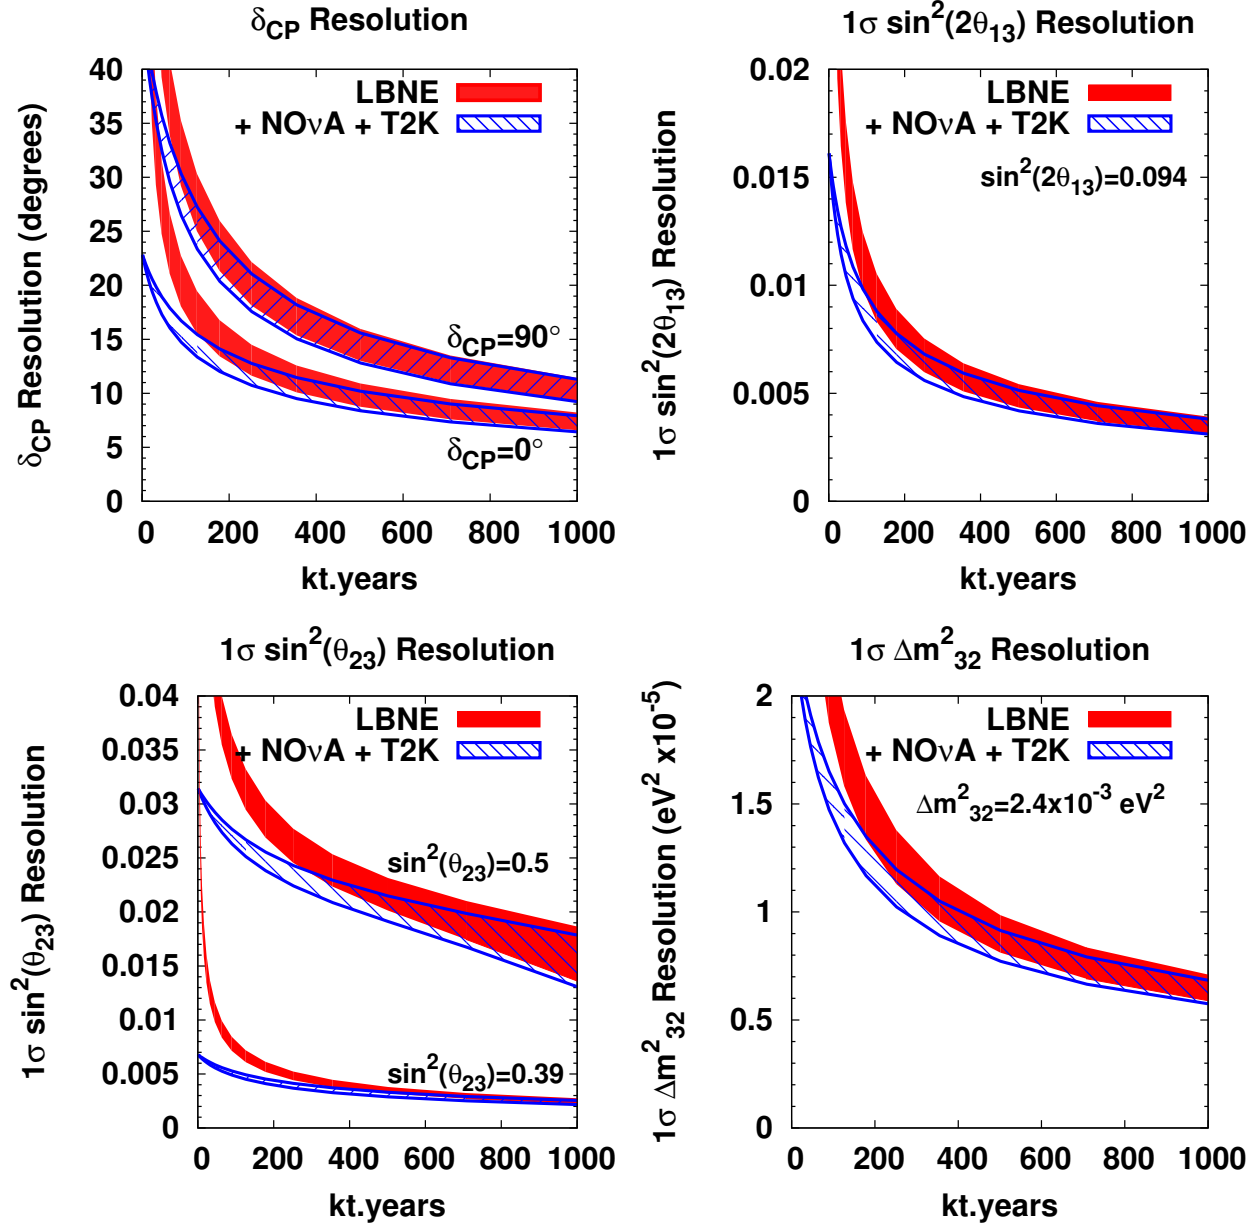 δCP Resolution
δCP Resolution (degrees)
40
35
30
25
20
15
10
5
0
LBNE
+ NOνA + T2K
δCP=90°
δCP=0°
0 200 400 600 800 1000
kt.years
1σ sin²(2θ13) Resolution
1σ sin²(2θ13) Resolution
0.02
0.015
0.01
0.005
0
LBNE
+ NOνA + T2K
sin²(2θ13)=0.094
0 200 400 600 800 1000
kt.years
1σ sin²(θ23) Resolution
1σ sin²(θ23) Resolution
0.04
0.035
0.03
0.025
0.02
0.015
0.01
0.005
0
LBNE
+ NOνA + T2K
sin²(θ23)=0.5
sin²(θ23)=0.39
0 200 400 600 800 1000
kt.years
1σ Δm²32 Resolution
1σ Δm²32 Resolution (eV² x10⁻⁵)
2
1.5
1
0.5
0
LBNE
+ NOνA + T2K
Δm²32=2.4x10⁻³ eV²
0 200 400 600 800 1000
kt.years